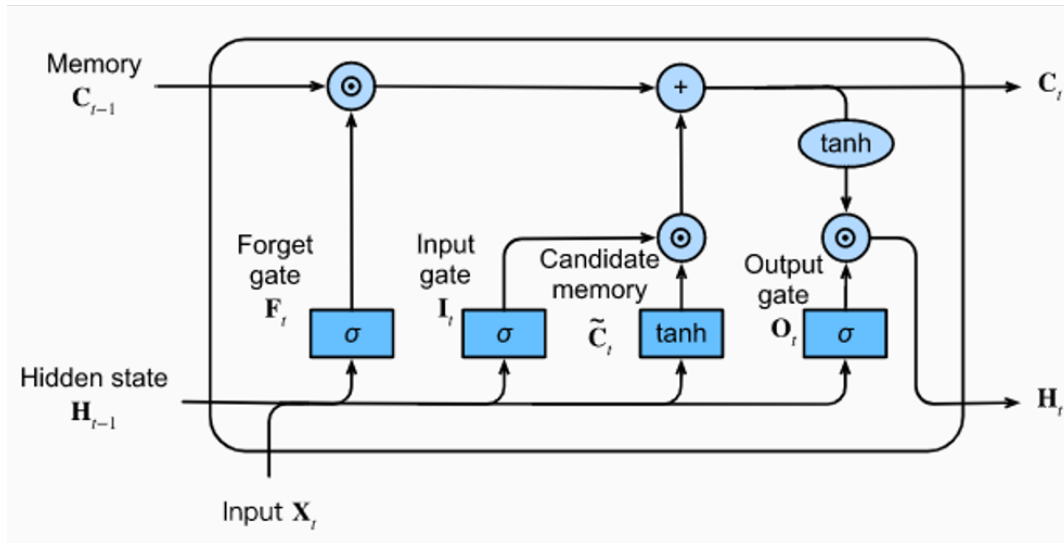 Memory
C_{t-1}
C_t
tanh
Forget
gate
F_t
Input
gate
I_t
Candidate
memory
C̃_t
Output
gate
O_t
σ
σ
tanh
σ
Hidden state
H_{t-1}
H_t
Input X_t